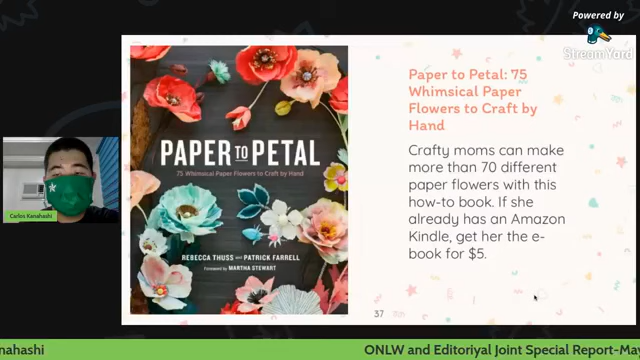 Powered by
StreamYard
PAPER TO PETAL
75 Whimsical Paper Flowers to Craft by Hand
REBECCA THUSS AND PATRICK FARRELL
Foreword by MARTHA STEWART
Paper to Petal: 75
Whimsical Paper
Flowers to Craft by
Hand
Crafty moms can make
more than 70 different
paper flowers with this
how-to book. If she
already has an Amazon
Kindle, get her the e-
book for $5.
37
Carlos Kanahashi
nahashi
ONLW and Editoriyal Joint Special Report-May